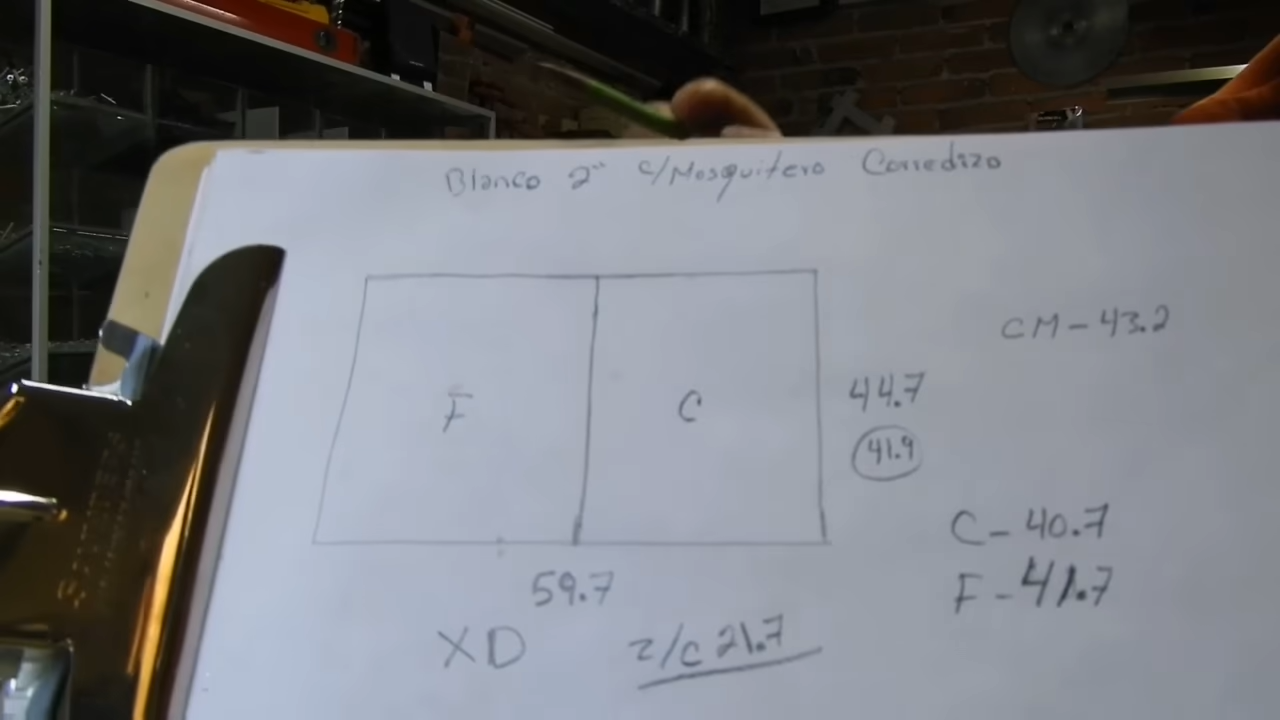 Blanco 2" c/Mosquitero Corredizo
CM-43.2
F C 44.7
41.9
C-40.7
59.7 F-41.7
XD z/c 21.7